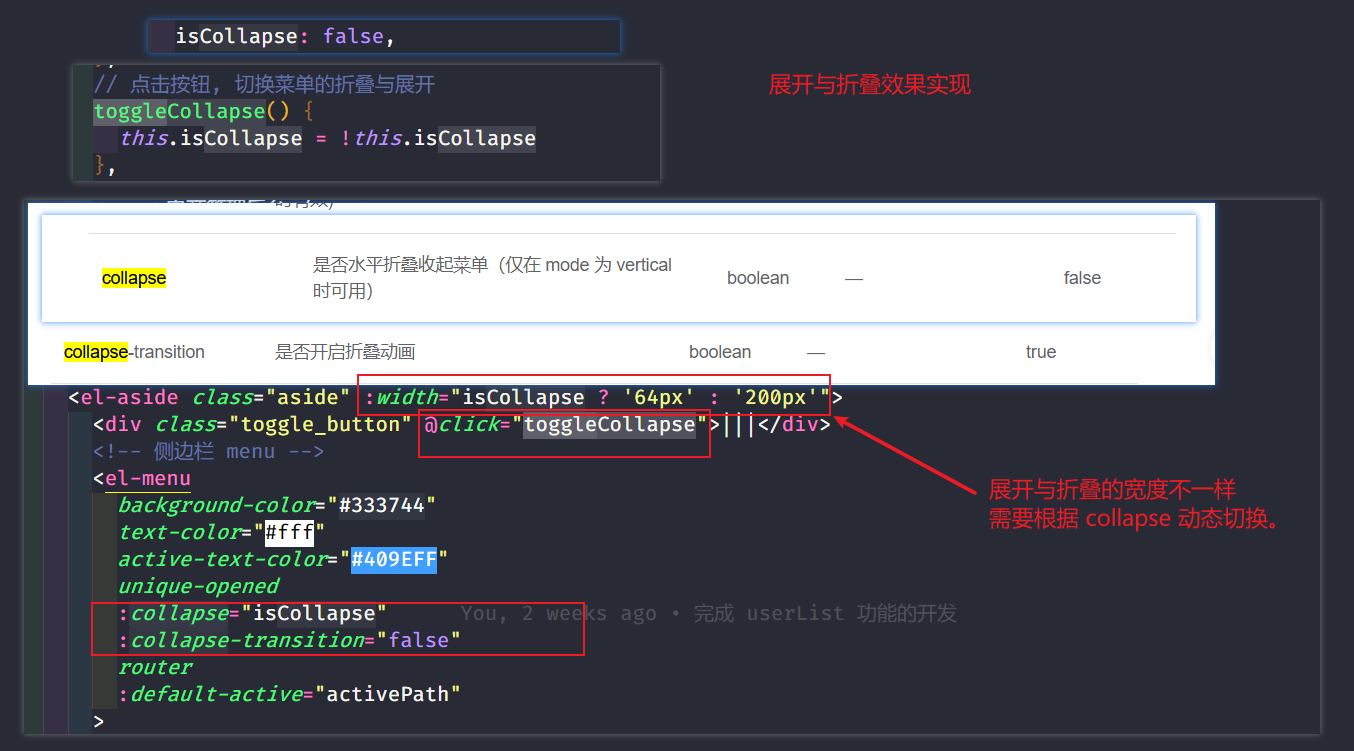 isCollapse: false,
// 点击按钮, 切换菜单的折叠与展开
展开与折叠效果实现
toggleCollapse() {
this.isCollapse = !this.isCollapse
},
collapse 是否水平折叠收起菜单（仅在 mode 为 vertical 时可用） boolean — false
collapse-transition 是否开启折叠动画 boolean — true
<el-aside class="aside" :width="isCollapse ? '64px' : '200px'">
<div class="toggle_button" @click="toggleCollapse">|||</div>
<!-- 侧边栏 menu -->
<el-menu
展开与折叠的宽度不一样
需要根据 collapse 动态切换。
background-color="#333744"
text-color="#fff"
active-text-color="#409EFF"
unique-opened
:collapse="isCollapse" You, 2 weeks ago • 完成 userList 功能的开发
:collapse-transition="false"
router
:default-active="activePath"
>